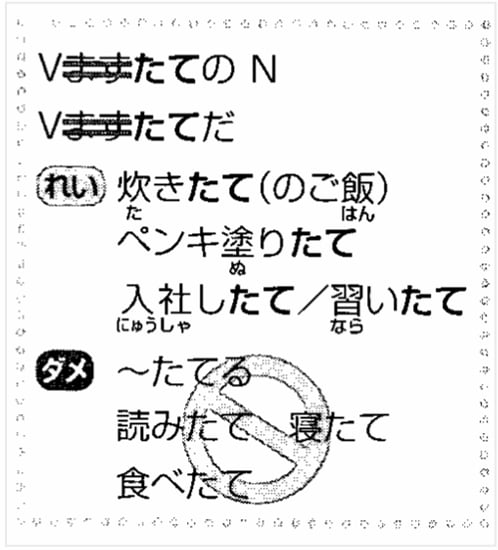 VますたてのN
Vますたてだ
れい 炊きたて(のご飯)
た はん
ペンキ塗りたて
ぬ
入社したて／習いたて
にゅうしゃ なら
ダメ ～たてる
読みたて 寝たて
食べたて